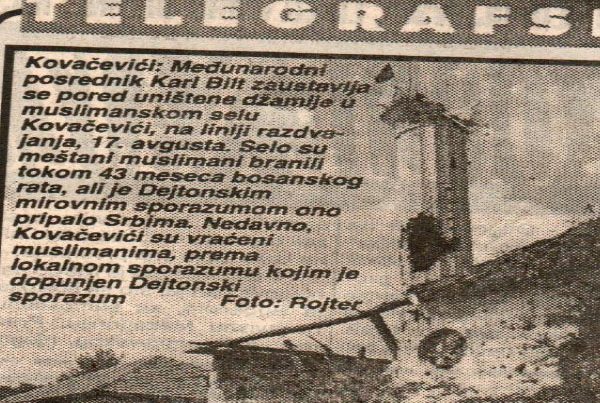 TELEGRAFS
Kovačevići: Međunarodni
posrednik Karl Blit zaustavlja
se pored uništene džamije u
muslimanskom selu
Kovačevići, na liniji razdva-
janja, 17. avgusta. Selo su
meštani muslimani branili
tokom 43 meseca bosanskog
rata, ali je Dejtonskim
mirovnim sporazumom ono
pripalo Srbima. Nedavno,
Kovačevići su vraćeni
muslimanima, prema
lokalnom sporazumu kojim je
dopunjen Dejtonski
sporazum Foto: Rojter